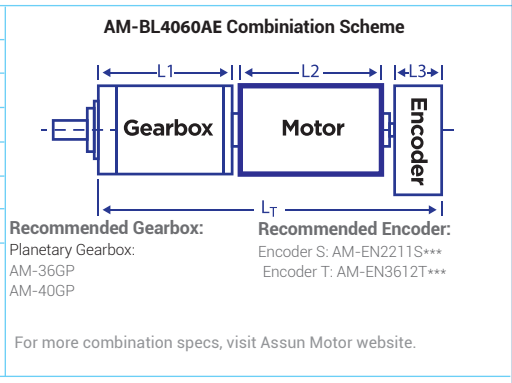 AM-BL4060AE Combiniation Scheme
L1
L2
L3
Gearbox
Motor
Encoder
LT
Recommended Gearbox:
Planetary Gearbox:
AM-36GP
AM-40GP
Recommended Encoder:
Encoder S: AM-EN2211S***
Encoder T: AM-EN3612T***
For more combination specs, visit Assun Motor website.